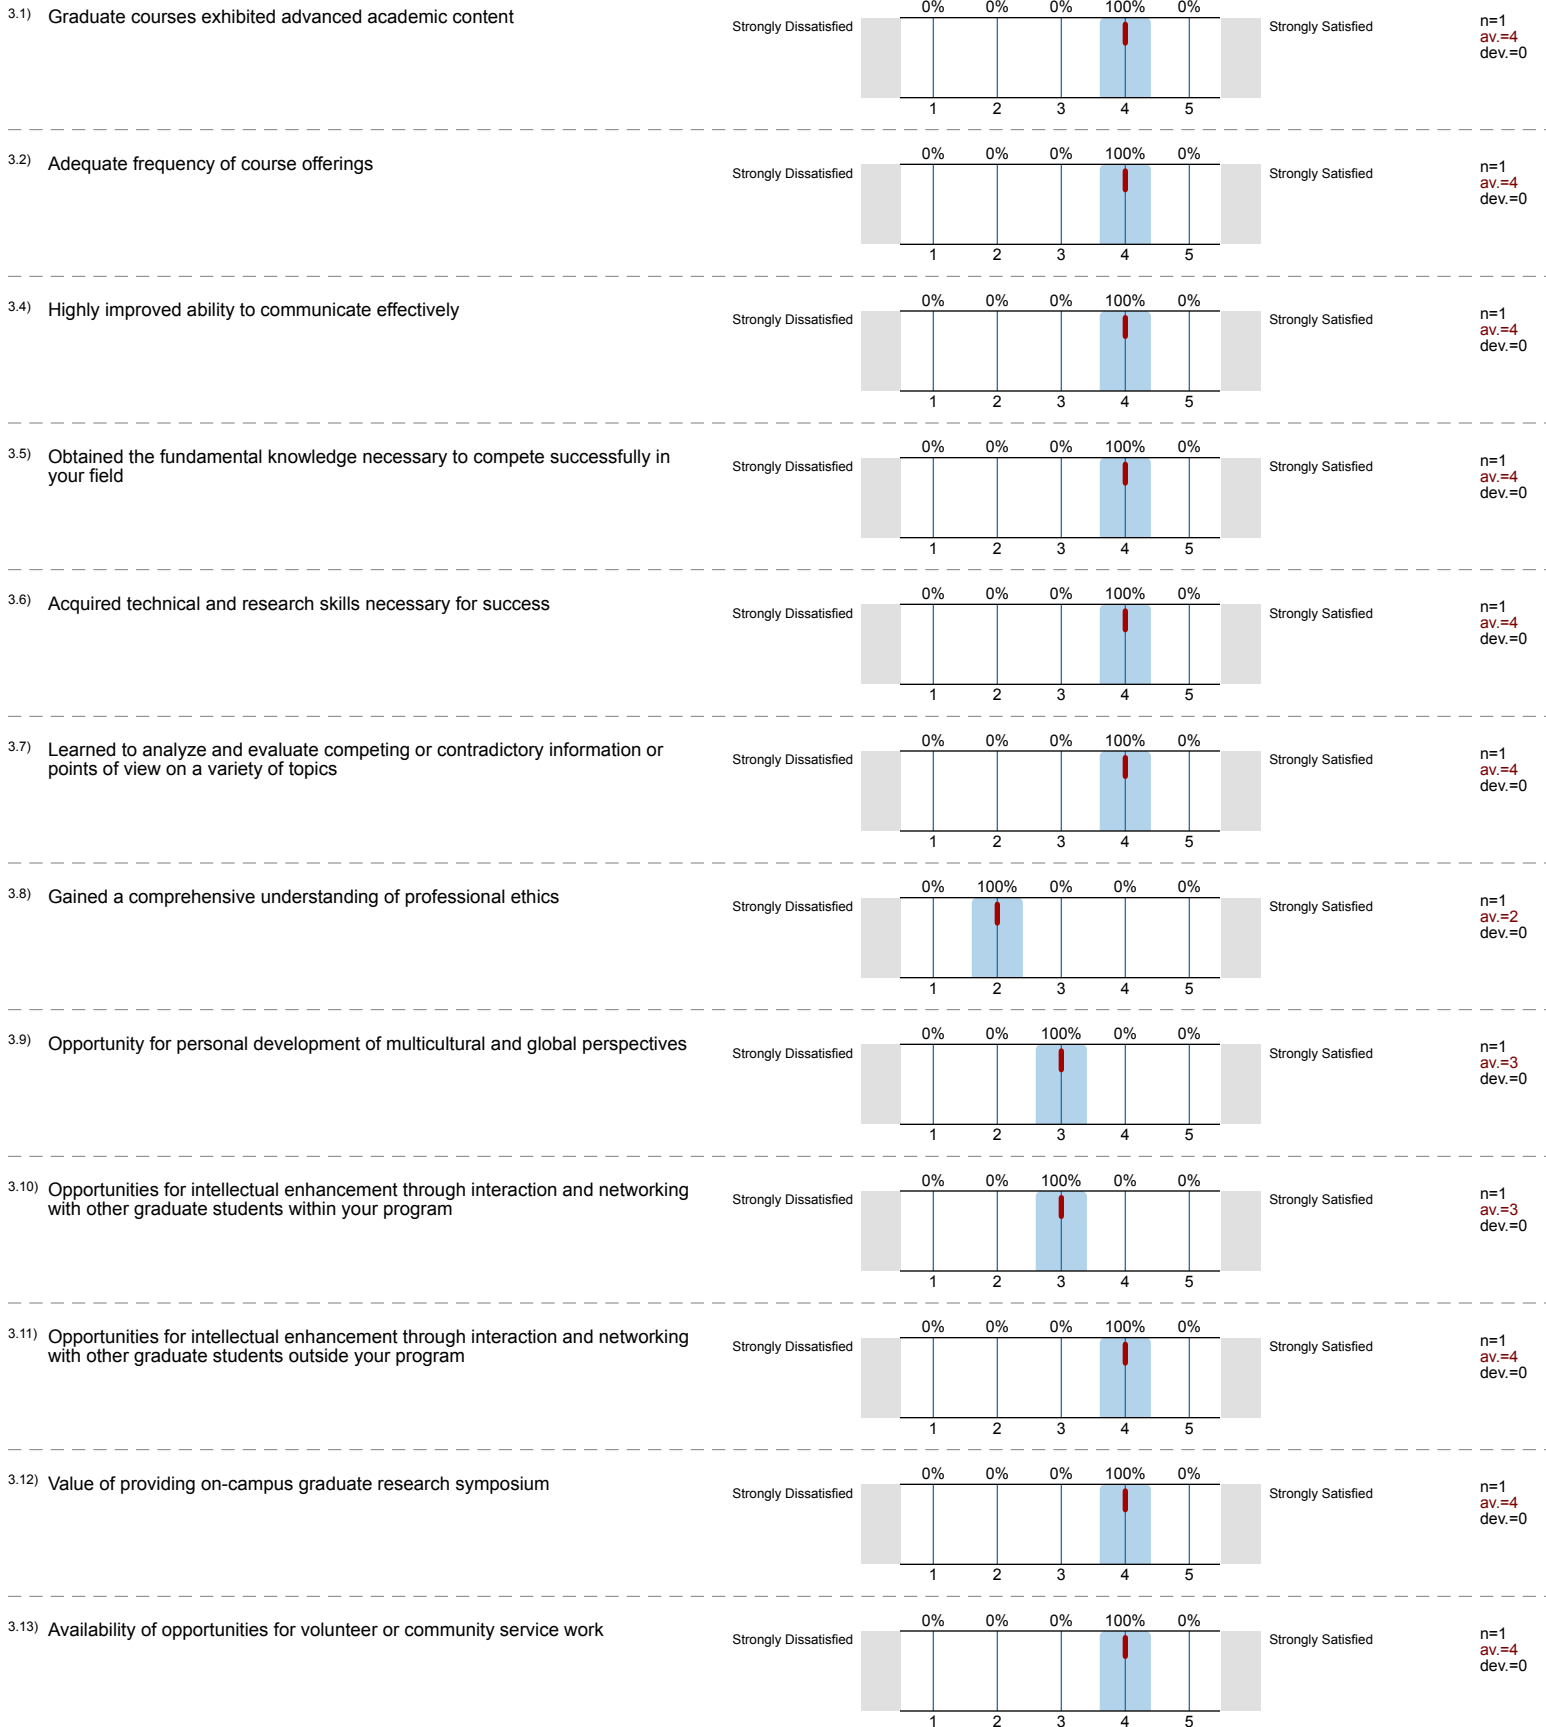 3.1) Graduate courses exhibited advanced academic content
0% 0% 0% 100% 0%
Strongly Dissatisfied Strongly Satisfied
n=1
av.=4
dev.=0
1 2 3 4 5
3.2) Adequate frequency of course offerings
0% 0% 0% 100% 0%
Strongly Dissatisfied Strongly Satisfied
n=1
av.=4
dev.=0
1 2 3 4 5
3.4) Highly improved ability to communicate effectively
0% 0% 0% 100% 0%
Strongly Dissatisfied Strongly Satisfied
n=1
av.=4
dev.=0
1 2 3 4 5
3.5) Obtained the fundamental knowledge necessary to compete successfully in
your field
0% 0% 0% 100% 0%
Strongly Dissatisfied Strongly Satisfied
n=1
av.=4
dev.=0
1 2 3 4 5
3.6) Acquired technical and research skills necessary for success
0% 0% 0% 100% 0%
Strongly Dissatisfied Strongly Satisfied
n=1
av.=4
dev.=0
1 2 3 4 5
3.7) Learned to analyze and evaluate competing or contradictory information or
points of view on a variety of topics
0% 0% 0% 100% 0%
Strongly Dissatisfied Strongly Satisfied
n=1
av.=4
dev.=0
1 2 3 4 5
3.8) Gained a comprehensive understanding of professional ethics
0% 100% 0% 0% 0%
Strongly Dissatisfied Strongly Satisfied
n=1
av.=2
dev.=0
1 2 3 4 5
3.9) Opportunity for personal development of multicultural and global perspectives
0% 0% 100% 0% 0%
Strongly Dissatisfied Strongly Satisfied
n=1
av.=3
dev.=0
1 2 3 4 5
3.10) Opportunities for intellectual enhancement through interaction and networking
with other graduate students within your program
0% 0% 100% 0% 0%
Strongly Dissatisfied Strongly Satisfied
n=1
av.=3
dev.=0
1 2 3 4 5
3.11) Opportunities for intellectual enhancement through interaction and networking
with other graduate students outside your program
0% 0% 0% 100% 0%
Strongly Dissatisfied Strongly Satisfied
n=1
av.=4
dev.=0
1 2 3 4 5
3.12) Value of providing on-campus graduate research symposium
0% 0% 0% 100% 0%
Strongly Dissatisfied Strongly Satisfied
n=1
av.=4
dev.=0
1 2 3 4 5
3.13) Availability of opportunities for volunteer or community service work
0% 0% 0% 100% 0%
Strongly Dissatisfied Strongly Satisfied
n=1
av.=4
dev.=0
1 2 3 4 5